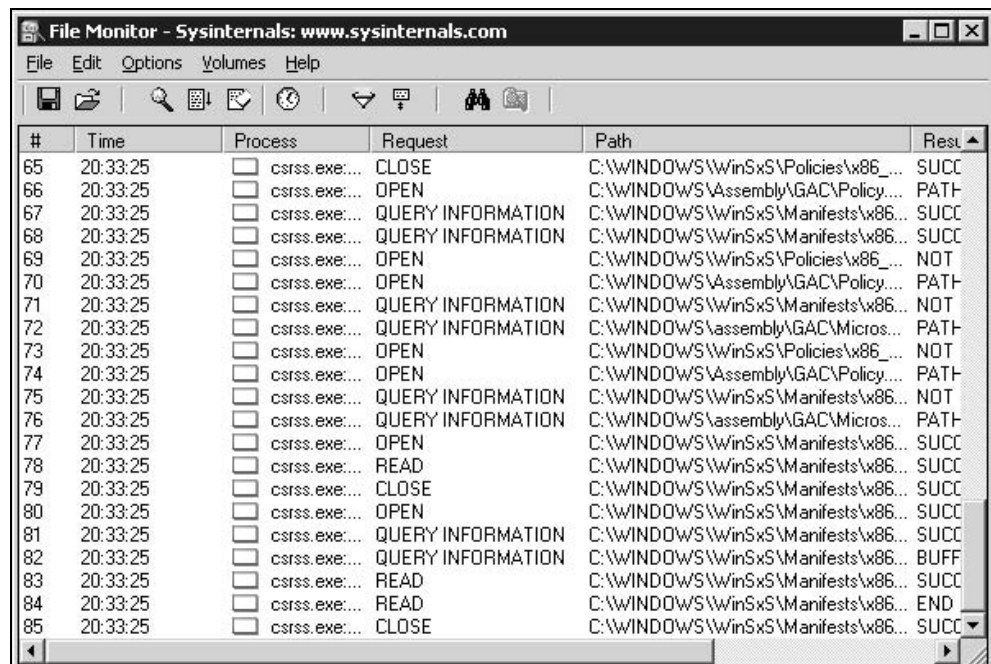 File Monitor - Sysinternals: www.sysinternals.com
File Edit Options Volumes Help
# Time Process Request Path Resu
65 20:33:25 csrss.exe:... CLOSE C:\WINDOWS\WinSxS\Policies\x86_... SUCC
66 20:33:25 csrss.exe:... OPEN C:\WINDOWS\Assembly\GAC\Policy.... PATH
67 20:33:25 csrss.exe:... QUERY INFORMATION C:\WINDOWS\WinSxS\Manifests\x86... SUCC
68 20:33:25 csrss.exe:... QUERY INFORMATION C:\WINDOWS\WinSxS\Manifests\x86... SUCC
69 20:33:25 csrss.exe:... OPEN C:\WINDOWS\WinSxS\Policies\x86_... NOT
70 20:33:25 csrss.exe:... OPEN C:\WINDOWS\Assembly\GAC\Policy.... PATH
71 20:33:25 csrss.exe:... QUERY INFORMATION C:\WINDOWS\WinSxS\Manifests\x86... NOT
72 20:33:25 csrss.exe:... QUERY INFORMATION C:\WINDOWS\assembly\GAC\Micros... PATH
73 20:33:25 csrss.exe:... OPEN C:\WINDOWS\WinSxS\Policies\x86_... NOT
74 20:33:25 csrss.exe:... OPEN C:\WINDOWS\Assembly\GAC\Policy.... PATH
75 20:33:25 csrss.exe:... QUERY INFORMATION C:\WINDOWS\WinSxS\Manifests\x86... NOT
76 20:33:25 csrss.exe:... QUERY INFORMATION C:\WINDOWS\assembly\GAC\Micros... PATH
77 20:33:25 csrss.exe:... OPEN C:\WINDOWS\WinSxS\Manifests\x86... SUCC
78 20:33:25 csrss.exe:... READ C:\WINDOWS\WinSxS\Manifests\x86... SUCC
79 20:33:25 csrss.exe:... CLOSE C:\WINDOWS\WinSxS\Manifests\x86... SUCC
80 20:33:25 csrss.exe:... OPEN C:\WINDOWS\WinSxS\Manifests\x86... SUCC
81 20:33:25 csrss.exe:... QUERY INFORMATION C:\WINDOWS\WinSxS\Manifests\x86... SUCC
82 20:33:25 csrss.exe:... QUERY INFORMATION C:\WINDOWS\WinSxS\Manifests\x86... BUFF
83 20:33:25 csrss.exe:... READ C:\WINDOWS\WinSxS\Manifests\x86... SUCC
84 20:33:25 csrss.exe:... READ C:\WINDOWS\WinSxS\Manifests\x86... END
85 20:33:25 csrss.exe:... CLOSE C:\WINDOWS\WinSxS\Manifests\x86... SUCC